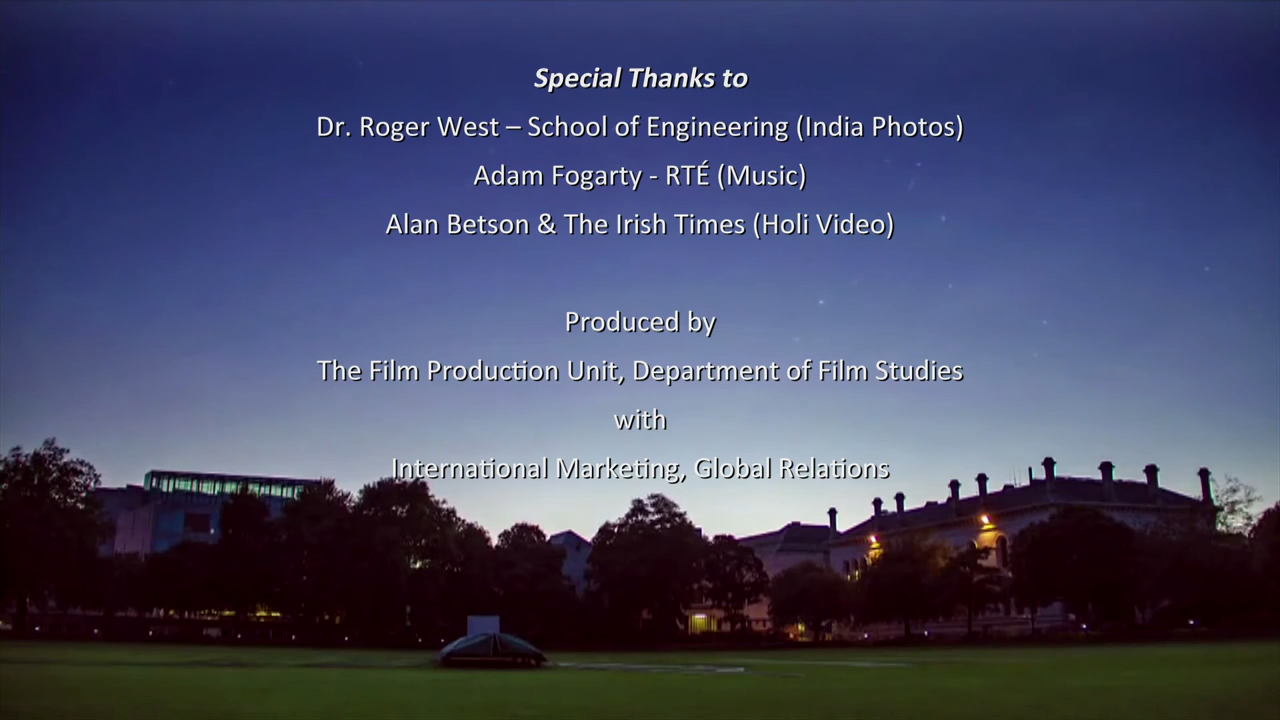 Special Thanks to
Dr. Roger West – School of Engineering (India Photos)
Adam Fogarty - RTÉ (Music)
Alan Betson & The Irish Times (Holi Video)
Produced by
The Film Production Unit, Department of Film Studies
with
International Marketing, Global Relations